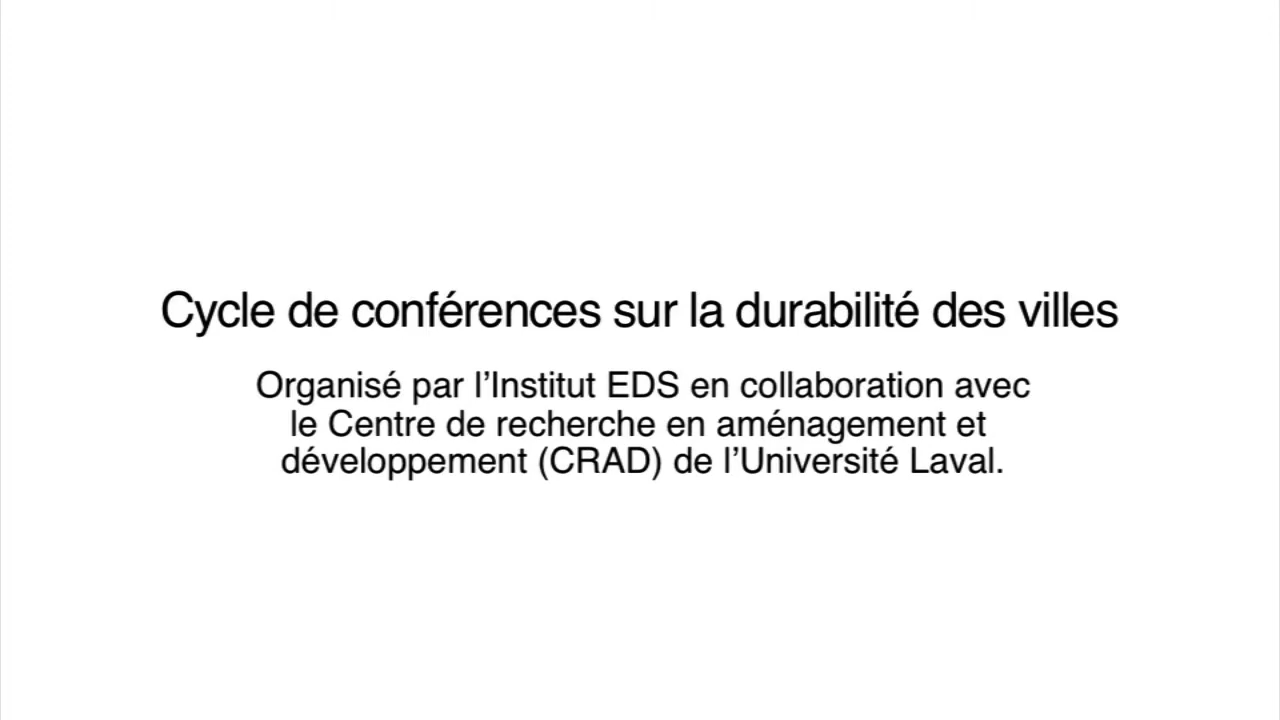 Cycle de conférences sur la durabilité des villes
Organisé par l’Institut EDS en collaboration avec
le Centre de recherche en aménagement et
développement (CRAD) de l’Université Laval.